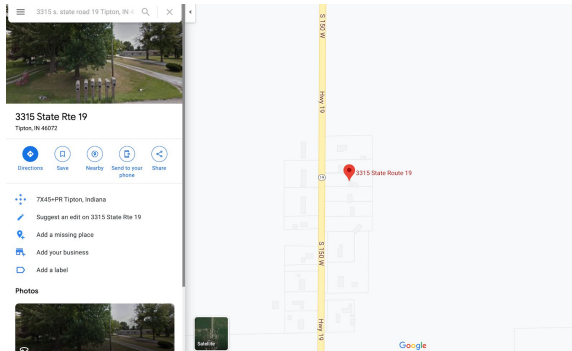 3315 s. state road 19 Tipton, IN 4
3315 State Rte 19
Tipton, IN 46072
Directions
Save
Nearby
Send to your
phone
Share
7X45+PR Tipton, Indiana
Suggest an edit on 3315 State Rte 19
Add a missing place
Add your business
Add a label
Photos
S 150 W
Hwy 19
19
3315 State Route 19
S 150 W
Hwy 19
Satellite
Google